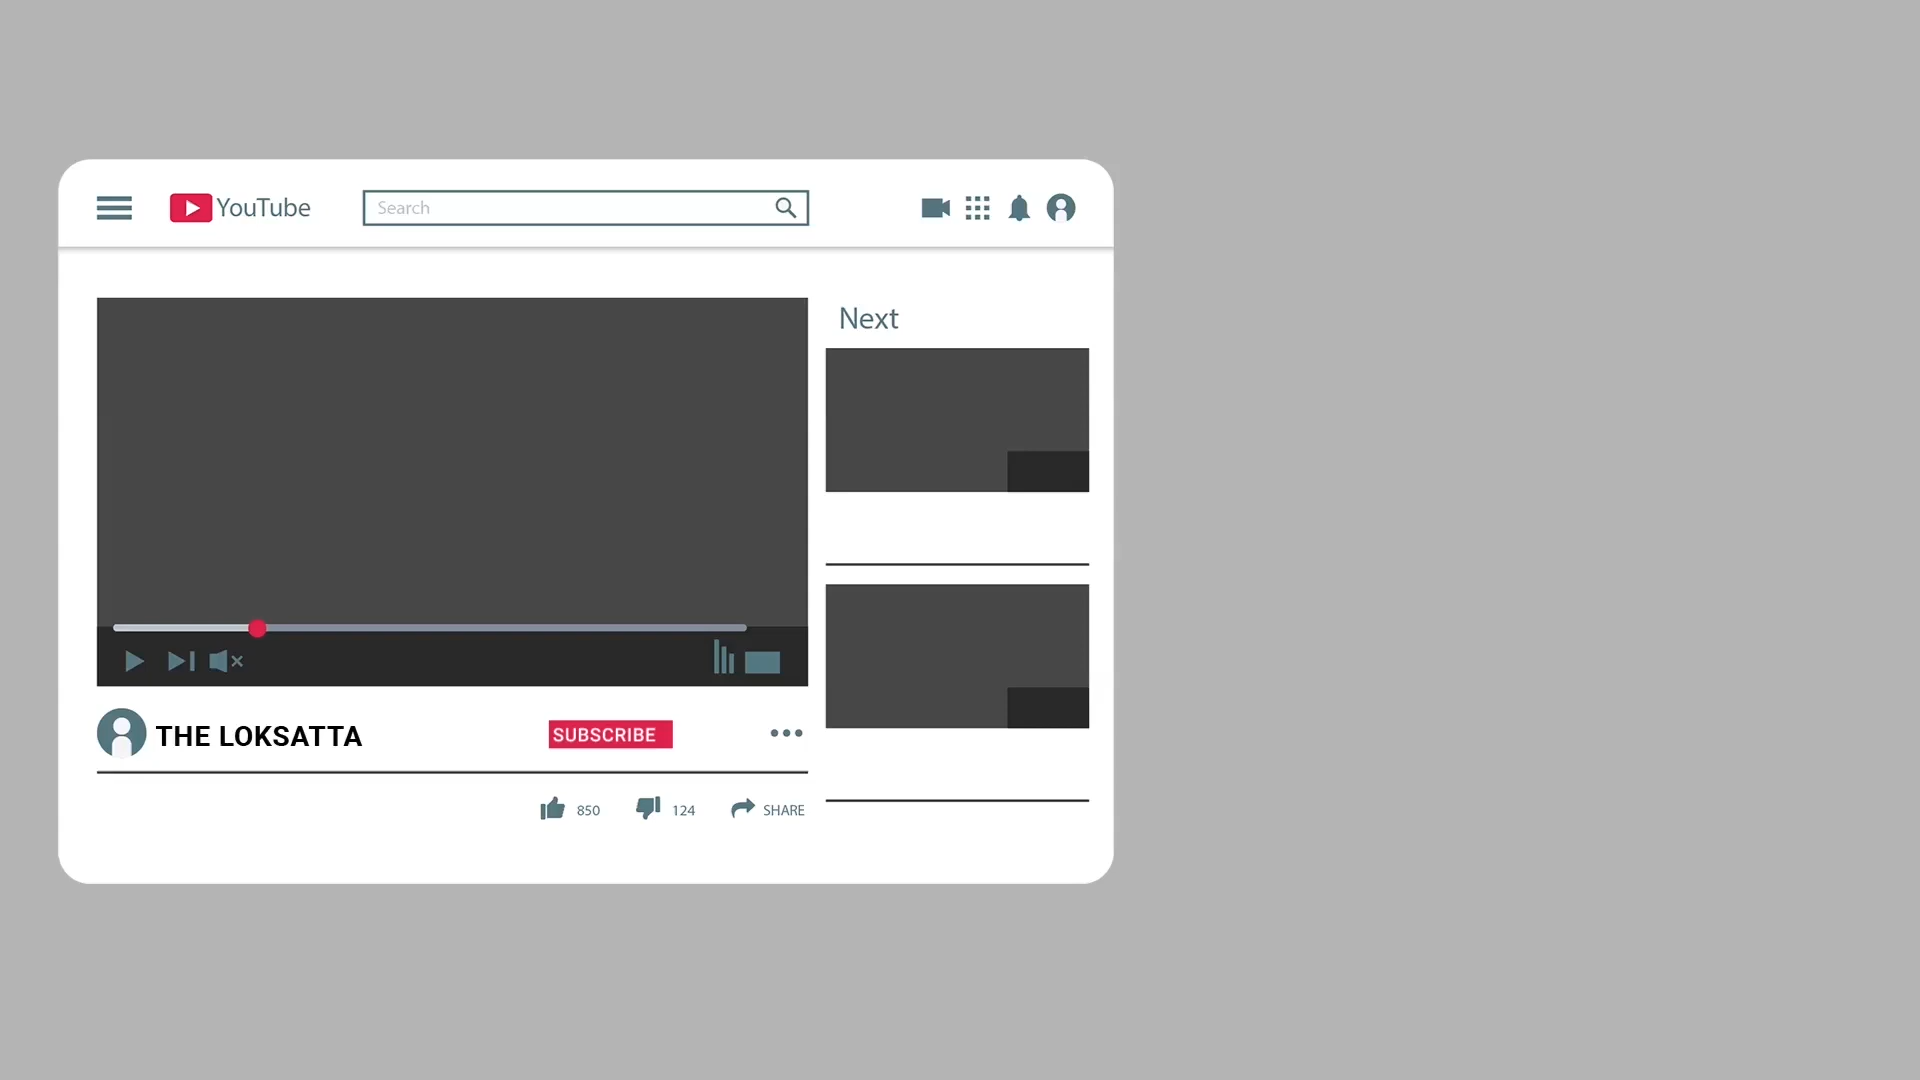 YouTube
Search
Next
THE LOKSATTA
SUBSCRIBE
850
124
SHARE